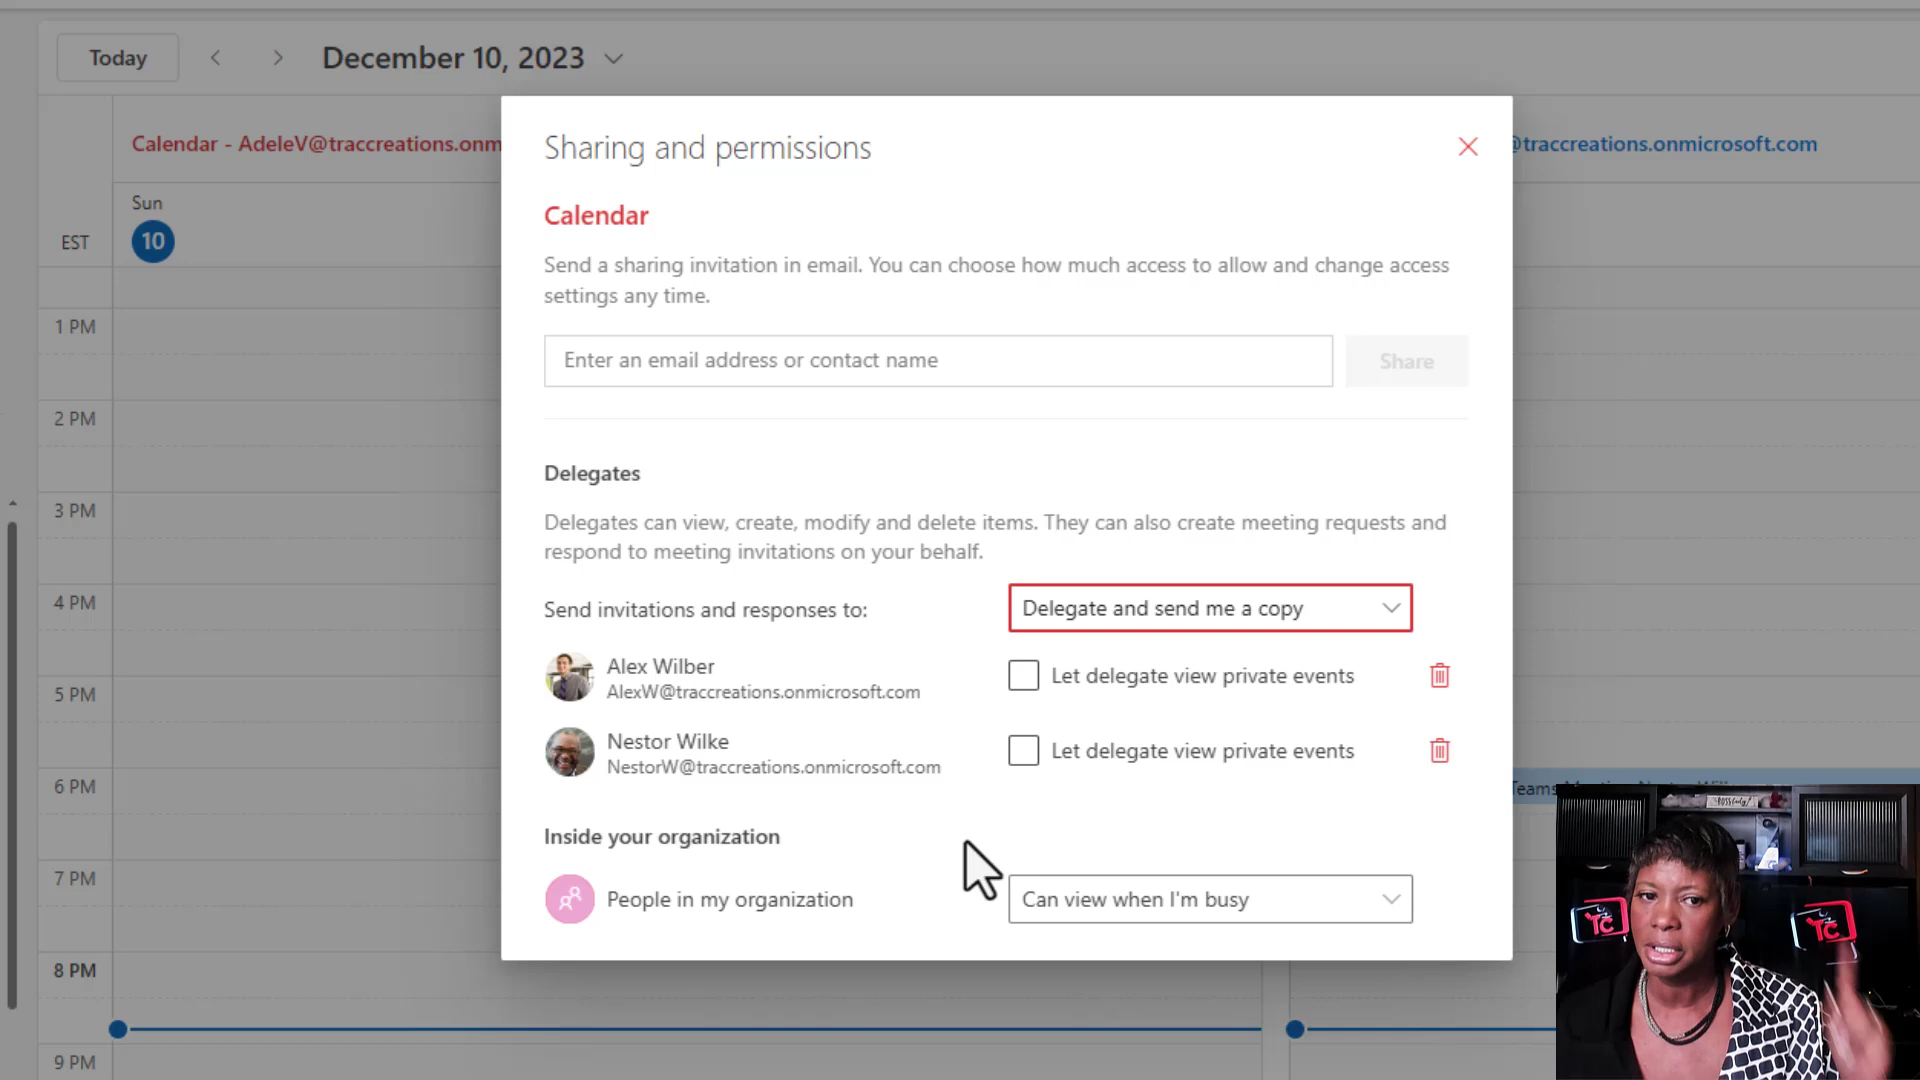 Today
December 10, 2023
Calendar - AdeleV@traccreations.onm
@traccreations.onmicrosoft.com
Sun
EST
10
1 PM
2 PM
3 PM
4 PM
5 PM
6 PM
7 PM
8 PM
9 PM
Sharing and permissions
Calendar
Send a sharing invitation in email. You can choose how much access to allow and change access
settings any time.
Enter an email address or contact name
Share
Delegates
Delegates can view, create, modify and delete items. They can also create meeting requests and
respond to meeting invitations on your behalf.
Send invitations and responses to:
Delegate and send me a copy
Alex Wilber
AlexW@traccreations.onmicrosoft.com
Let delegate view private events
Nestor Wilke
NestorW@traccreations.onmicrosoft.com
Let delegate view private events
Inside your organization
People in my organization
Can view when I'm busy
Teams
TC
TC